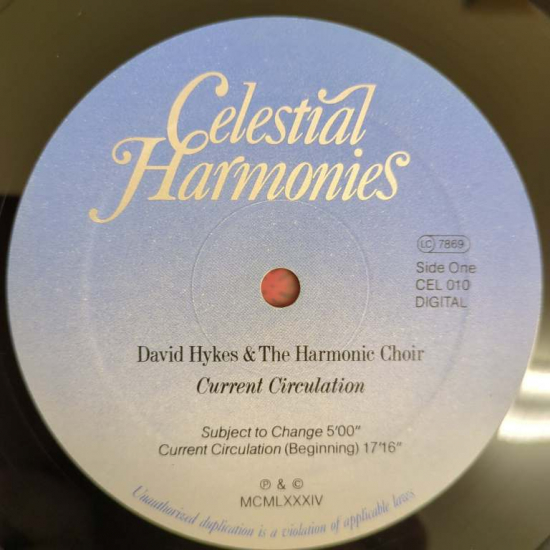 Celestial
Harmonies
LC 7869
Side One
CEL 010
DIGITAL
David Hykes & The Harmonic Choir
Current Circulation
Subject to Change 5'00"
Current Circulation (Beginning) 17'16"
℗ & ©
MCMLXXXIV
Unauthorized duplication is a violation of applicable laws